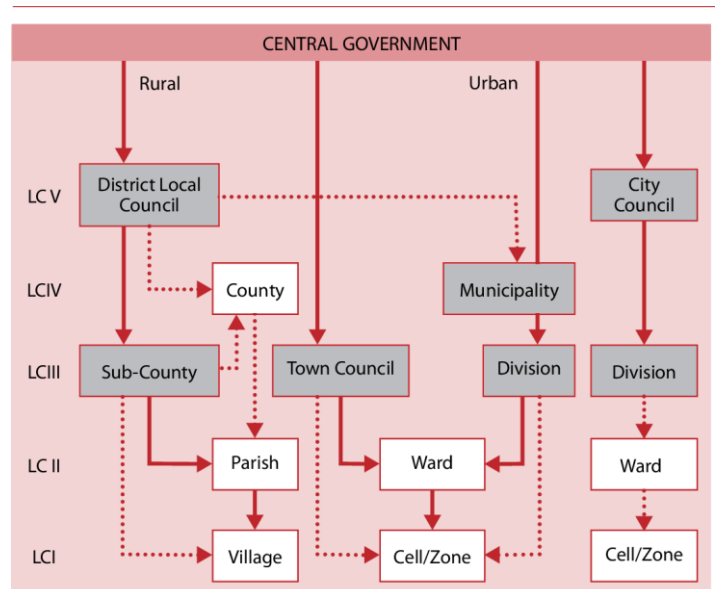 CENTRAL GOVERNMENT
Rural
Urban
LC V
District Local
Council
City
Council
LCIV
County
Municipality
LCIII
Sub-County
Town Council
Division
Division
LC II
Parish
Ward
Ward
LCI
Village
Cell/Zone
Cell/Zone